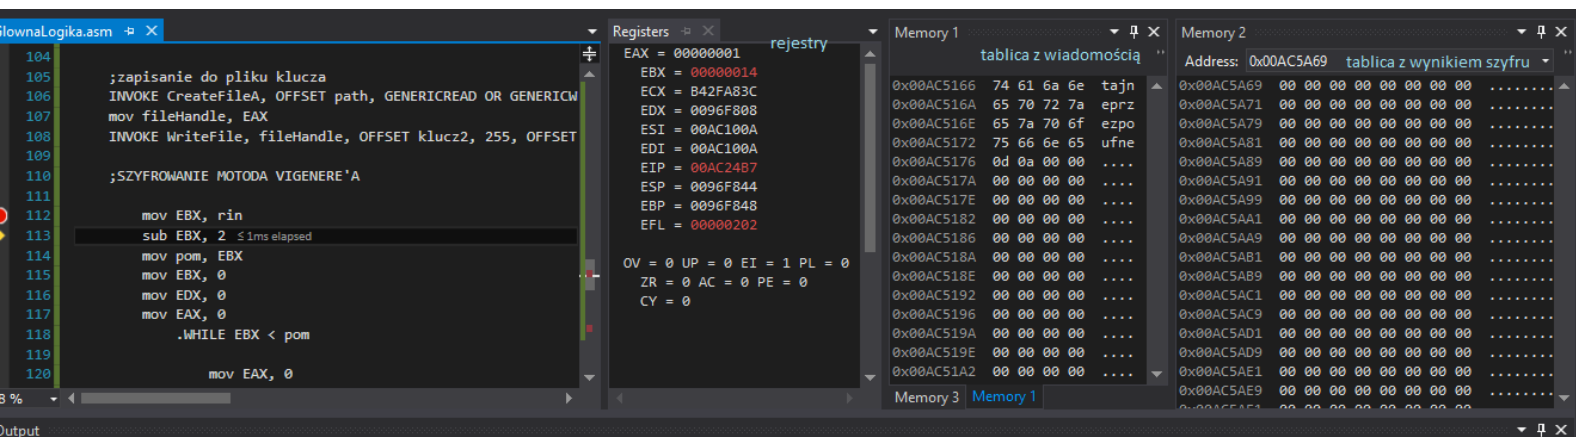 GlownaLogika.asm
104
105 ;zapisanie do pliku klucza
106 INVOKE CreateFileA, OFFSET path, GENERICREAD OR GENERICW
107 mov fileHandle, EAX
108 INVOKE WriteFile, fileHandle, OFFSET klucz2, 255, OFFSET
109
110 ;SZYFROWANIE MOTODA VIGENERE'A
111
112 mov EBX, rin
113 sub EBX, 2 ≤ 1ms elapsed
114 mov pom, EBX
115 mov EBX, 0
116 mov EDX, 0
117 mov EAX, 0
118 .WHILE EBX < pom
119
120 mov EAX, 0
8 %
Registers
rejestry
EAX = 00000001
EBX = 00000014
ECX = B42FA83C
EDX = 0096F808
ESI = 00AC100A
EDI = 00AC100A
EIP = 00AC24B7
ESP = 0096F844
EBP = 0096F848
EFL = 00000202
OV = 0 UP = 0 EI = 1 PL = 0
ZR = 0 AC = 0 PE = 0
CY = 0
Memory 1
tablica z wiadomością
0x00AC5166 74 61 6a 6e tajn
0x00AC516A 65 70 72 7a eprz
0x00AC516E 65 7a 70 6f ezpo
0x00AC5172 75 66 6e 65 ufne
0x00AC5176 0d 0a 00 00 ....
0x00AC517A 00 00 00 00 ....
0x00AC517E 00 00 00 00 ....
0x00AC5182 00 00 00 00 ....
0x00AC5186 00 00 00 00 ....
0x00AC518A 00 00 00 00 ....
0x00AC518E 00 00 00 00 ....
0x00AC5192 00 00 00 00 ....
0x00AC5196 00 00 00 00 ....
0x00AC519A 00 00 00 00 ....
0x00AC519E 00 00 00 00 ....
0x00AC51A2 00 00 00 00 ....
Memory 3 Memory 1
Memory 2
Address: 0x00AC5A69 tablica z wynikiem szyfru
0x00AC5A69 00 00 00 00 00 00 00 00 ........
0x00AC5A71 00 00 00 00 00 00 00 00 ........
0x00AC5A79 00 00 00 00 00 00 00 00 ........
0x00AC5A81 00 00 00 00 00 00 00 00 ........
0x00AC5A89 00 00 00 00 00 00 00 00 ........
0x00AC5A91 00 00 00 00 00 00 00 00 ........
0x00AC5A99 00 00 00 00 00 00 00 00 ........
0x00AC5AA1 00 00 00 00 00 00 00 00 ........
0x00AC5AA9 00 00 00 00 00 00 00 00 ........
0x00AC5AB1 00 00 00 00 00 00 00 00 ........
0x00AC5AB9 00 00 00 00 00 00 00 00 ........
0x00AC5AC1 00 00 00 00 00 00 00 00 ........
0x00AC5AC9 00 00 00 00 00 00 00 00 ........
0x00AC5AD1 00 00 00 00 00 00 00 00 ........
0x00AC5AD9 00 00 00 00 00 00 00 00 ........
0x00AC5AE1 00 00 00 00 00 00 00 00 ........
0x00AC5AE9 00 00 00 00 00 00 00 00 ........
Output